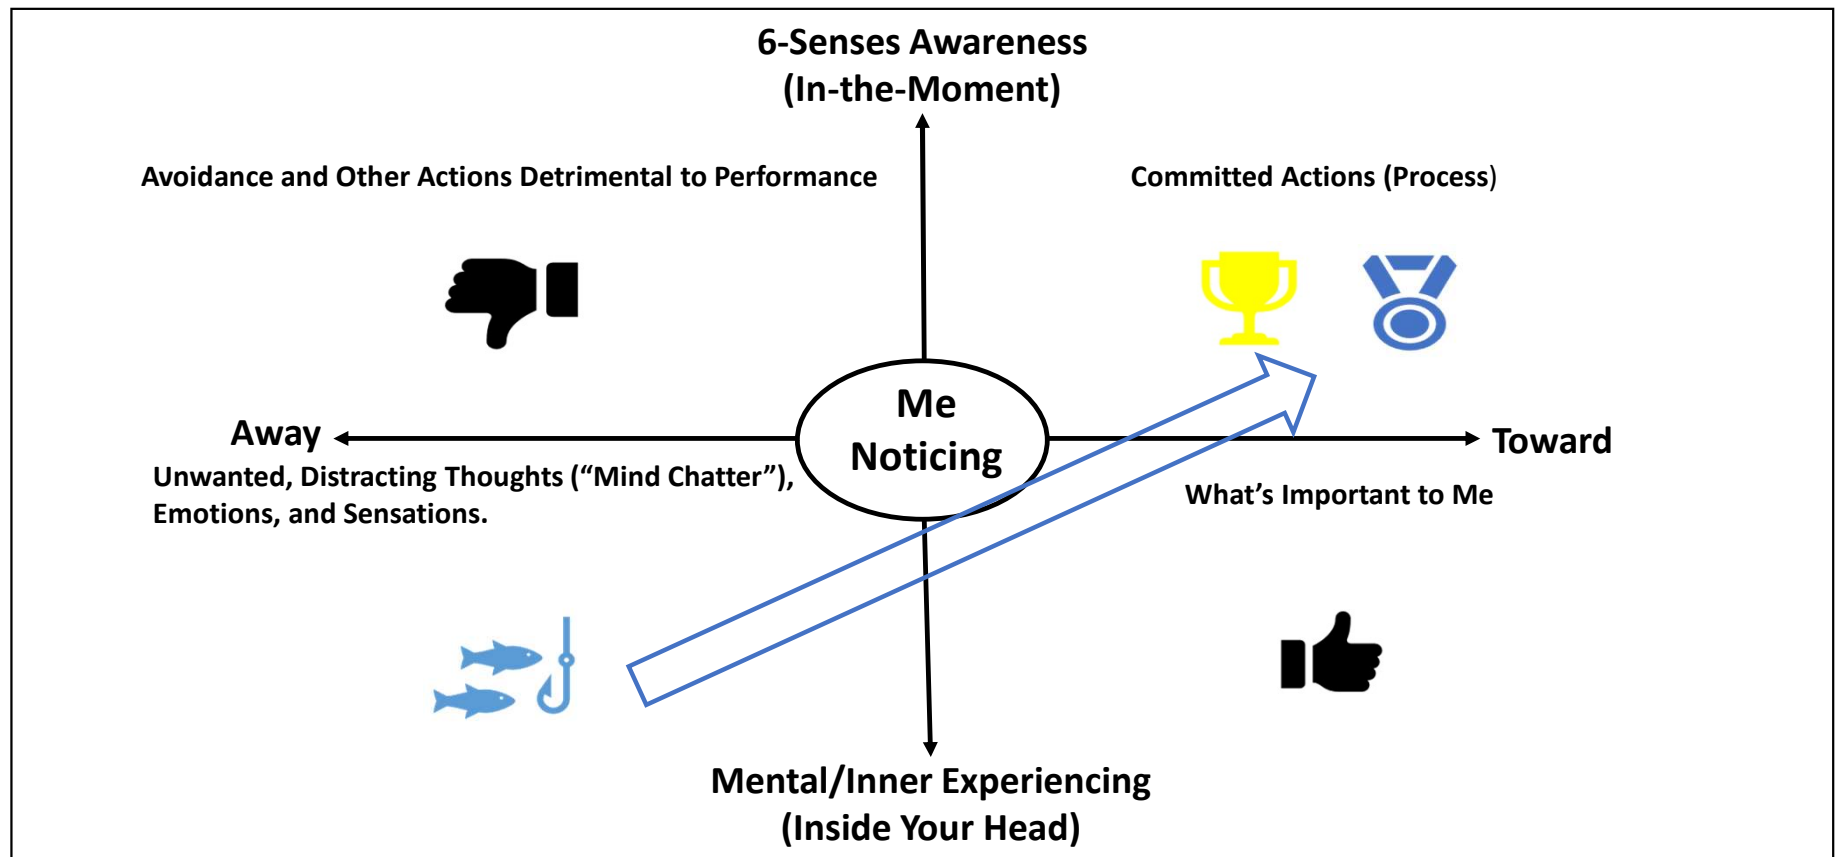 6-Senses Awareness
(In-the-Moment)
Avoidance and Other Actions Detrimental to Performance
Committed Actions (Process)
Me
Noticing
Away
Toward
Unwanted, Distracting Thoughts (“Mind Chatter”),
Emotions, and Sensations.
What’s Important to Me
Mental/Inner Experiencing
(Inside Your Head)